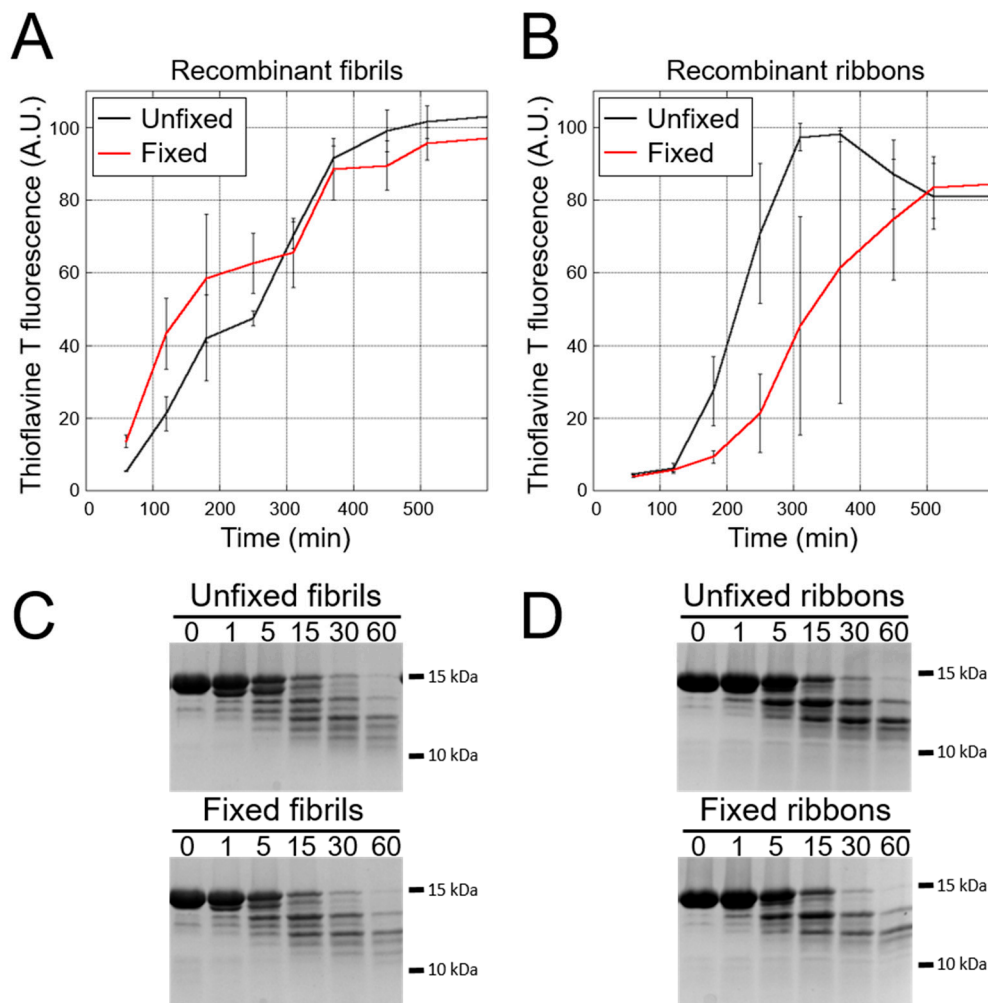 A
Recombinant fibrils
Unfixed
Fixed
Thioflavine T fluorescence (A.U.)
100
80
60
40
20
0
0 100 200 300 400 500
Time (min)
B
Recombinant ribbons
Unfixed
Fixed
Thioflavine T fluorescence (A.U.)
100
80
60
40
20
0
0 100 200 300 400 500
Time (min)
C
Unfixed fibrils
0 1 5 15 30 60
15 kDa
10 kDa
Fixed fibrils
0 1 5 15 30 60
15 kDa
10 kDa
D
Unfixed ribbons
0 1 5 15 30 60
15 kDa
10 kDa
Fixed ribbons
0 1 5 15 30 60
15 kDa
10 kDa